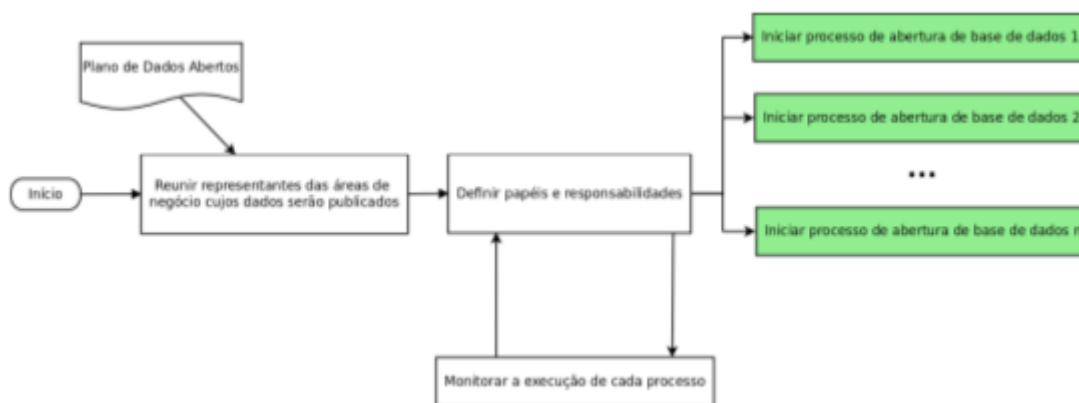 Plano de Dados Abertos
Início
Reunir representantes das áreas de
negócio cujos dados serão publicados
Definir papéis e responsabilidades
Monitorar a execução de cada processo
Iniciar processo de abertura de base de dados 1
Iniciar processo de abertura de base de dados 2
...
Iniciar processo de abertura de base de dados n